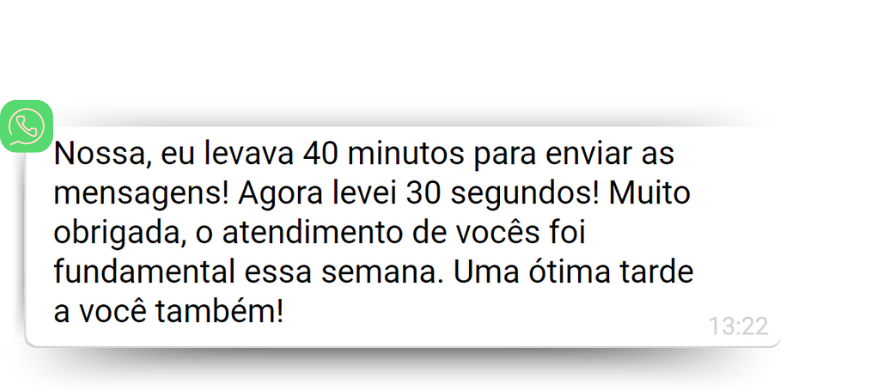 Nossa, eu levava 40 minutos para enviar as
mensagens! Agora levei 30 segundos! Muito
obrigada, o atendimento de vocês foi
fundamental essa semana. Uma ótima tarde
a você também!
13:22